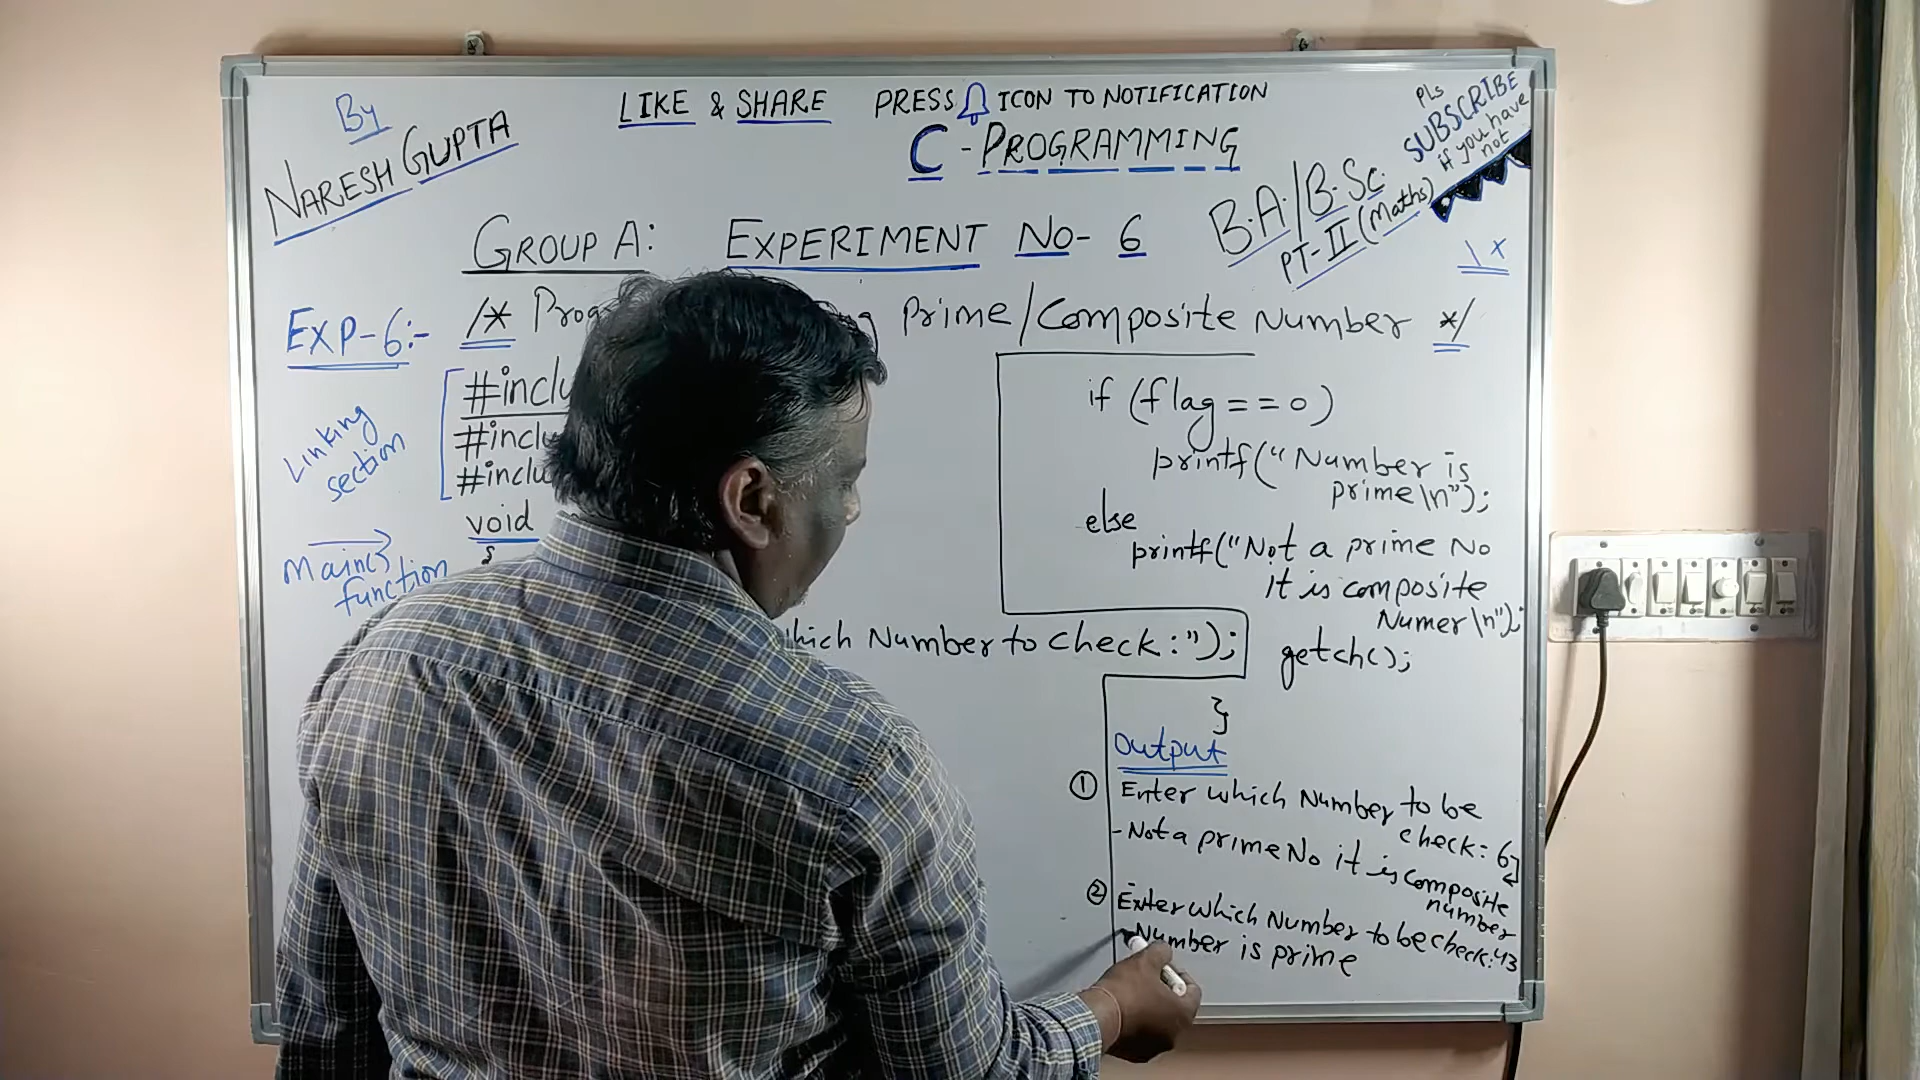 By
NARESH GUPTA
LIKE & SHARE PRESS ICON TO NOTIFICATION
C - PROGRAMMING
PLS
SUBSCRIBE
if you have
not
B.A./B.Sc.
PT-II (Maths)
GROUP A: EXPERIMENT No- 6
EXP-6:- /* Prog Prime/Composite Number */
Linking
section
#inclu
#inclu
#inclu
void
{
Main()
function
which Number to check:");
if (flag==0)
printf("Number is
prime\n");
else
printf("Not a prime No
it is composite
Numer\n");
getch();
}
Output
① Enter which Number to be
check: 6
- Not a prime No it is composite
number
② Enter which Number to be check: 43
Number is prime